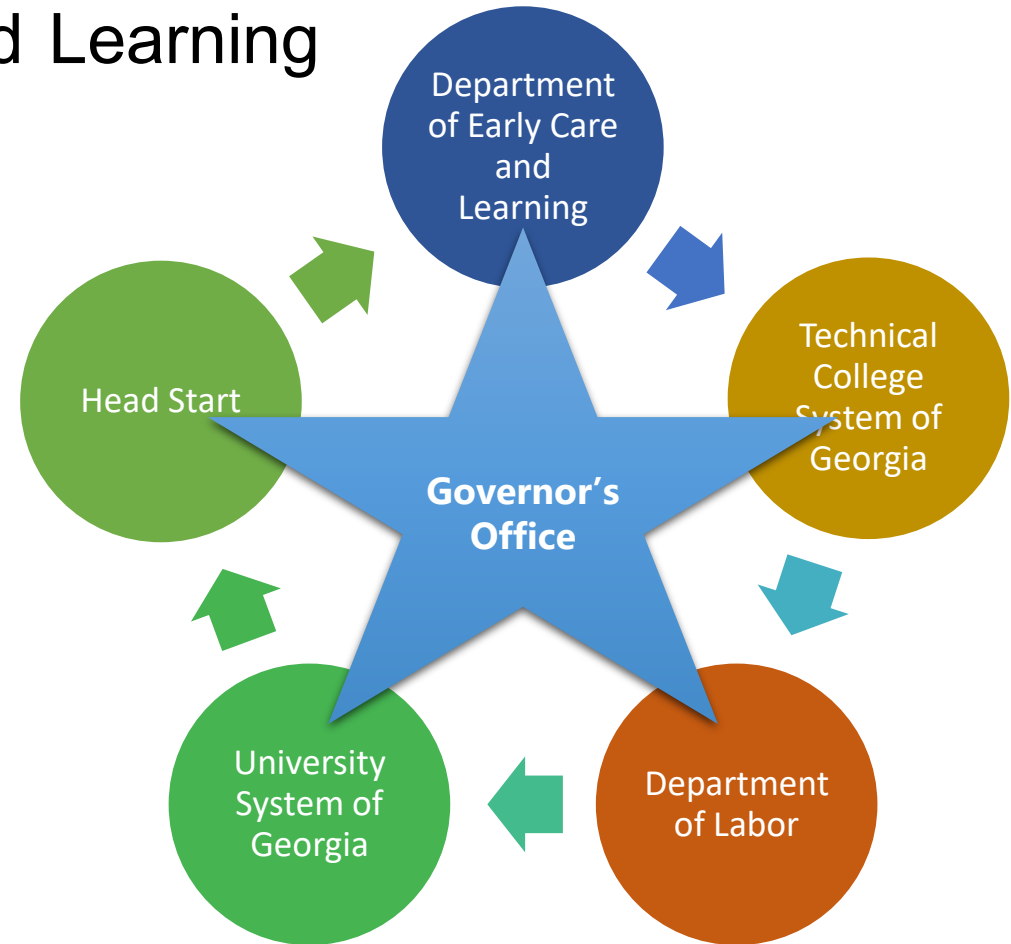 d Learning
Department
of Early Care
and
Learning
Technical
College
System of
Georgia
Head Start
Governor’s
Office
University
System of
Georgia
Department
of Labor